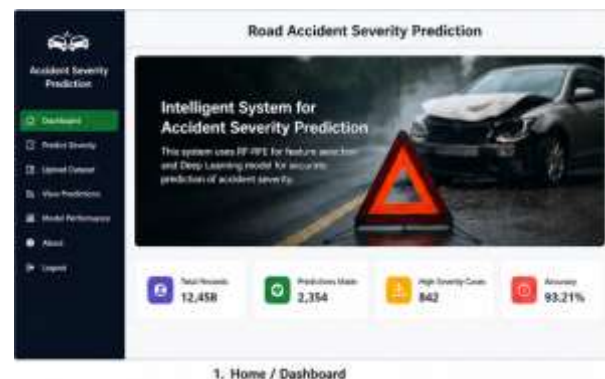 Road Accident Severity Prediction
Accident Severity
Prediction
Dashboard
Predict Severity
Upload Dataset
View Predictions
Model Performance
About
Logout
Intelligent System for
Accident Severity Prediction
This system uses RF-RFE for feature selection
and Deep Learning model for accurate
prediction of accident severity.
Total Records
12,458
Predictions Made
2,354
High Severity Cases
842
Accuracy
93.21%
1. Home / Dashboard